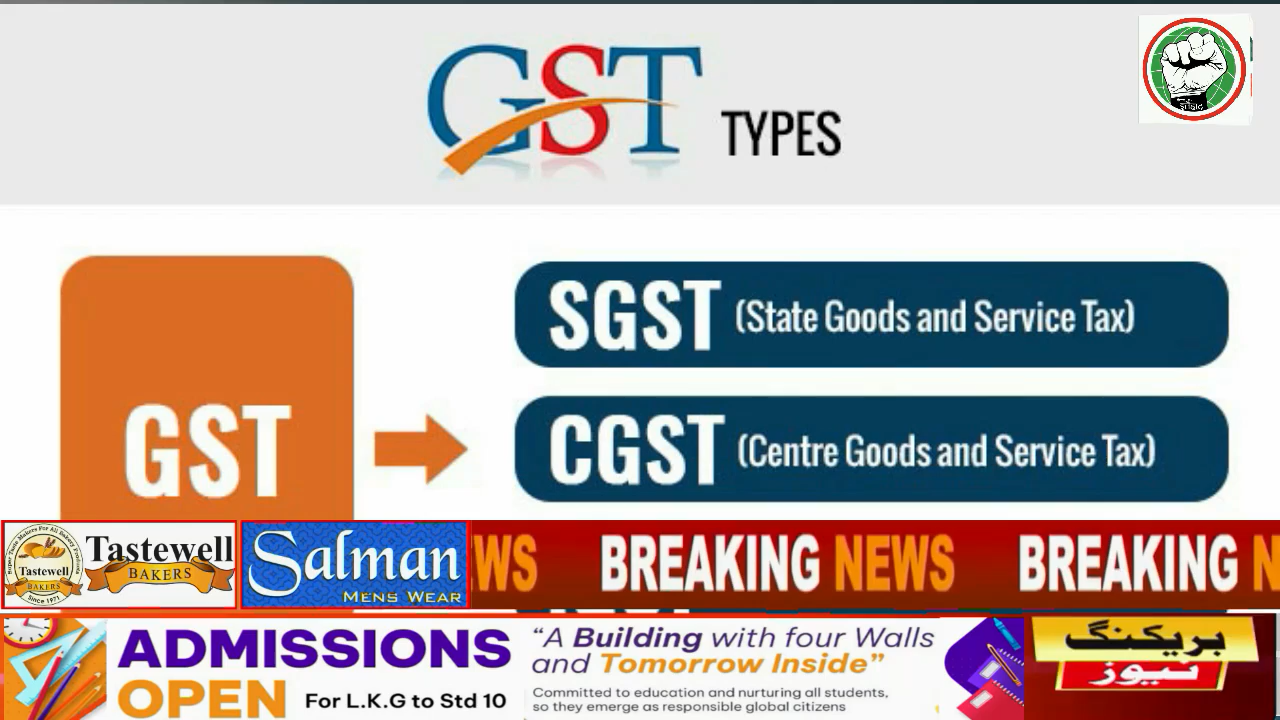 GST TYPES
SGST (State Goods and Service Tax)
GST
CGST (Centre Goods and Service Tax)
Tastewell
BAKERS
Since 1971
Tastewell
BAKERS
Salman
MENS WEAR
WS BREAKING NEWS BREAKING N
ADMISSIONS
OPEN For L.K.G to Std 10
“A Building with four Walls
and Tomorrow Inside”
Committed to education and nurturing all students,
so they emerge as responsible global citizens
بریکنگ
نیوز